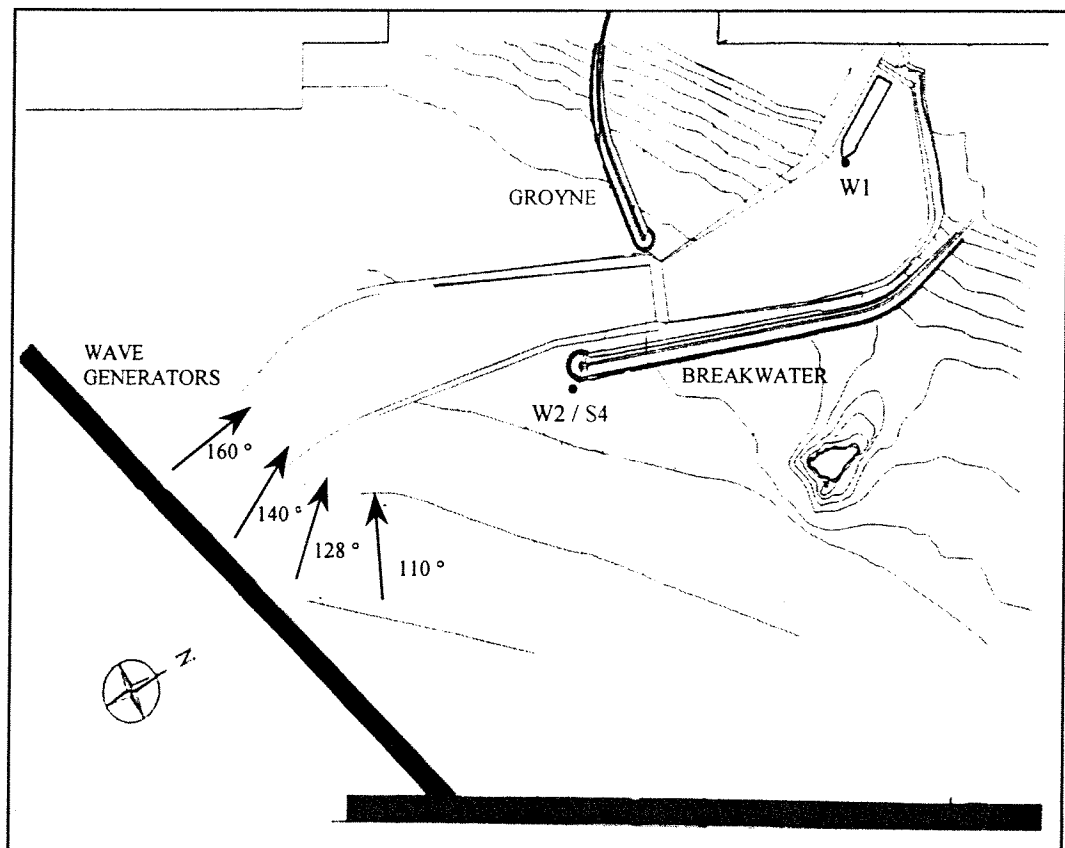 W1
GROYNE
WAVE
GENERATORS
BREAKWATER
W2 / S4
160 °
140 °
128 °
110 °
N